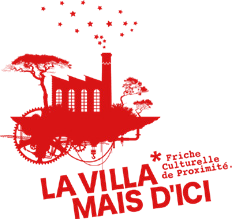 LA VILLA*
MAIS D'ICI
Friche
Culturelle
de Proximité.